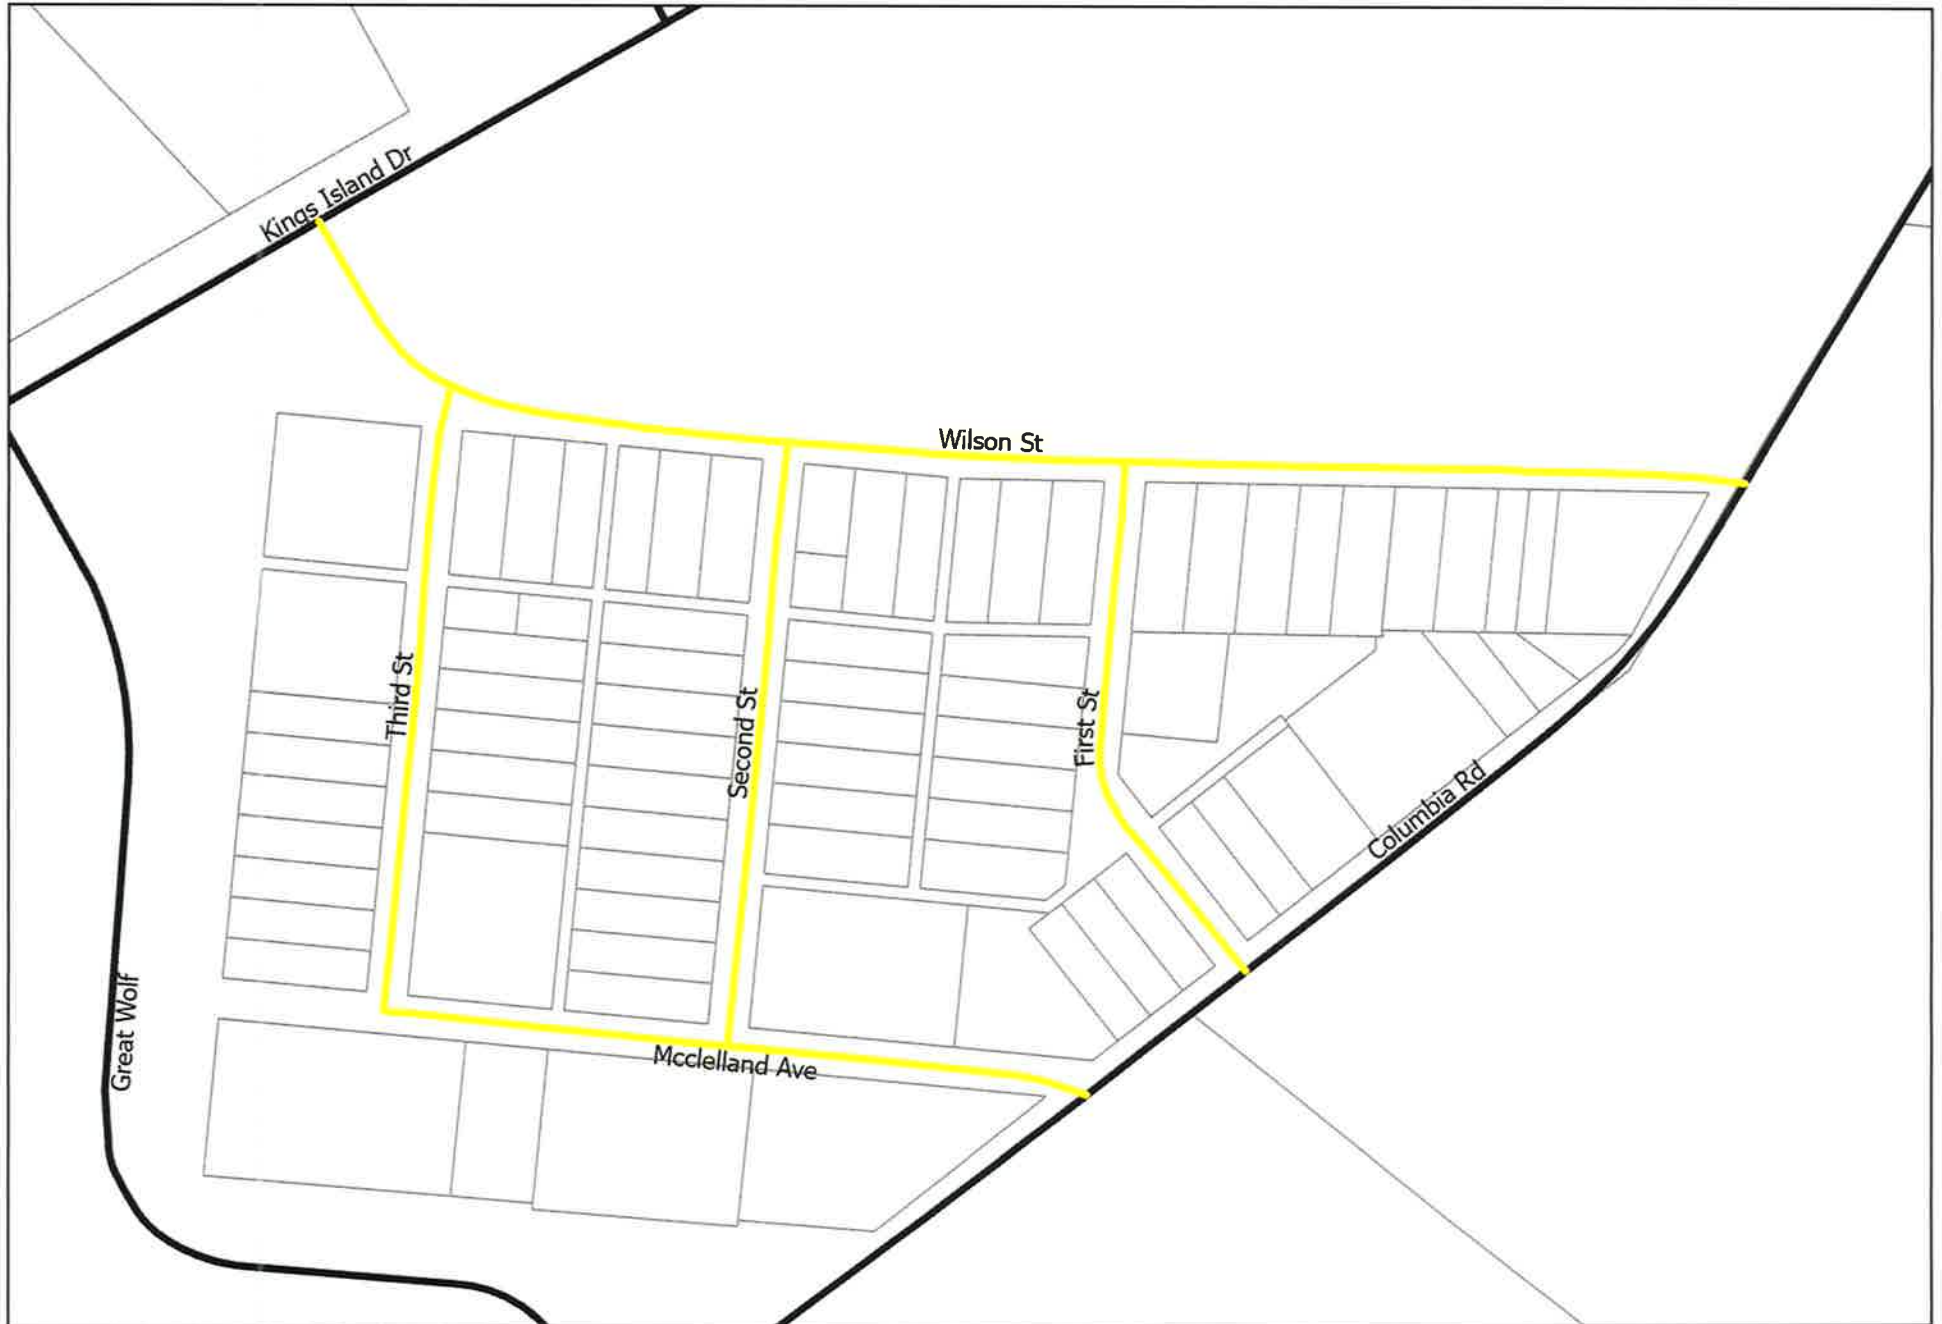 Kings Island Dr
Wilson St
Third St
Second St
First St
Columbia Rd
Great Wolf
Mcclelland Ave